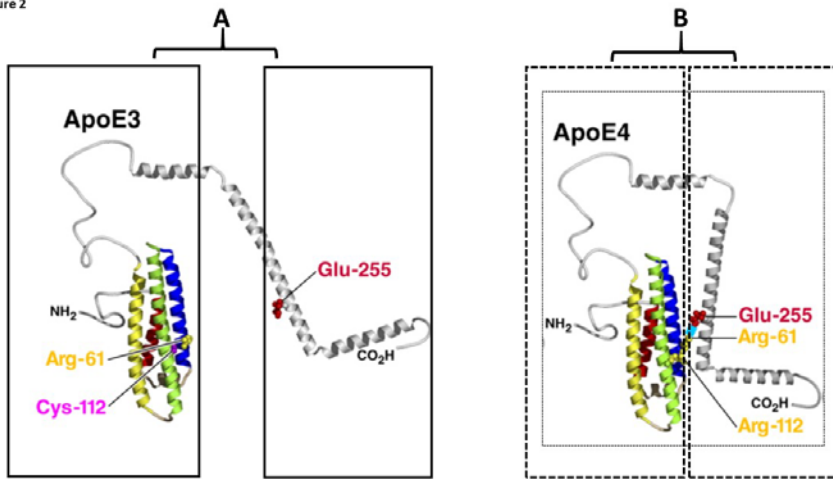 A
B
ApoE3
Glu-255
NH2
Arg-61
Cys-112
CO2H
ApoE4
NH2
Glu-255
Arg-61
CO2H
Arg-112